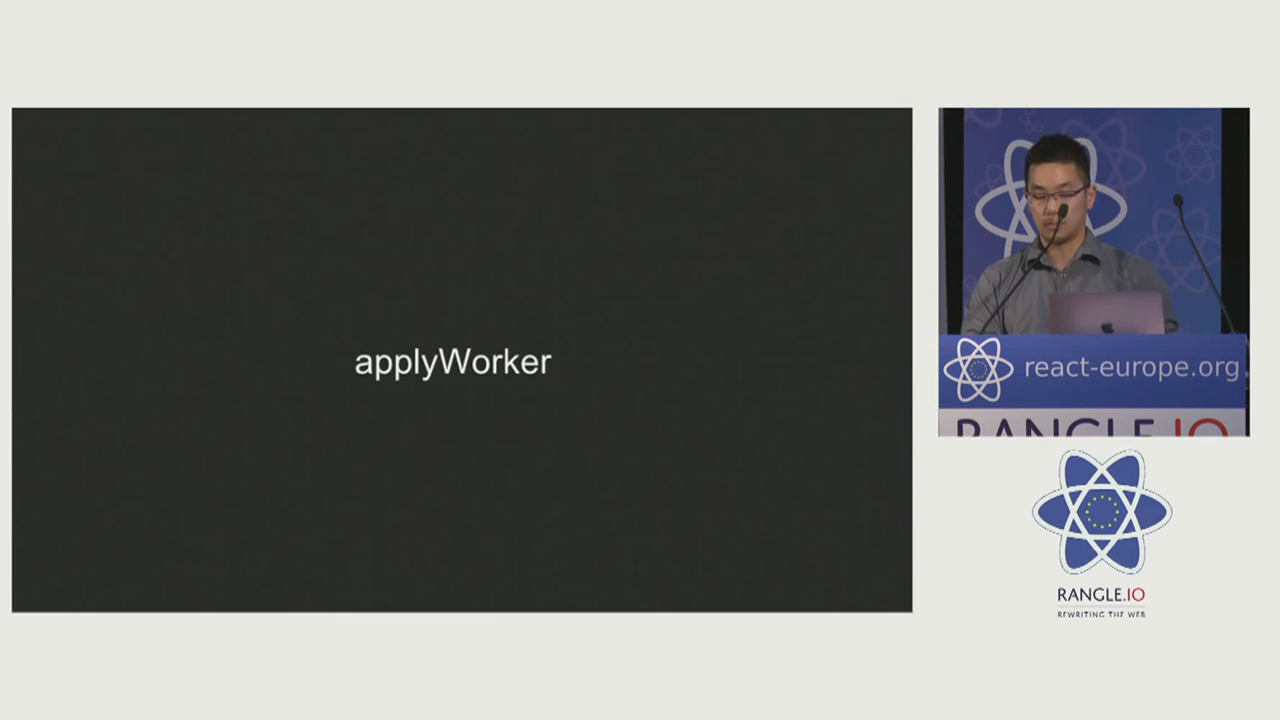 applyWorker
react-europe.org
RANGLE.IO
RANGLE.IO
REWRITING THE WEB